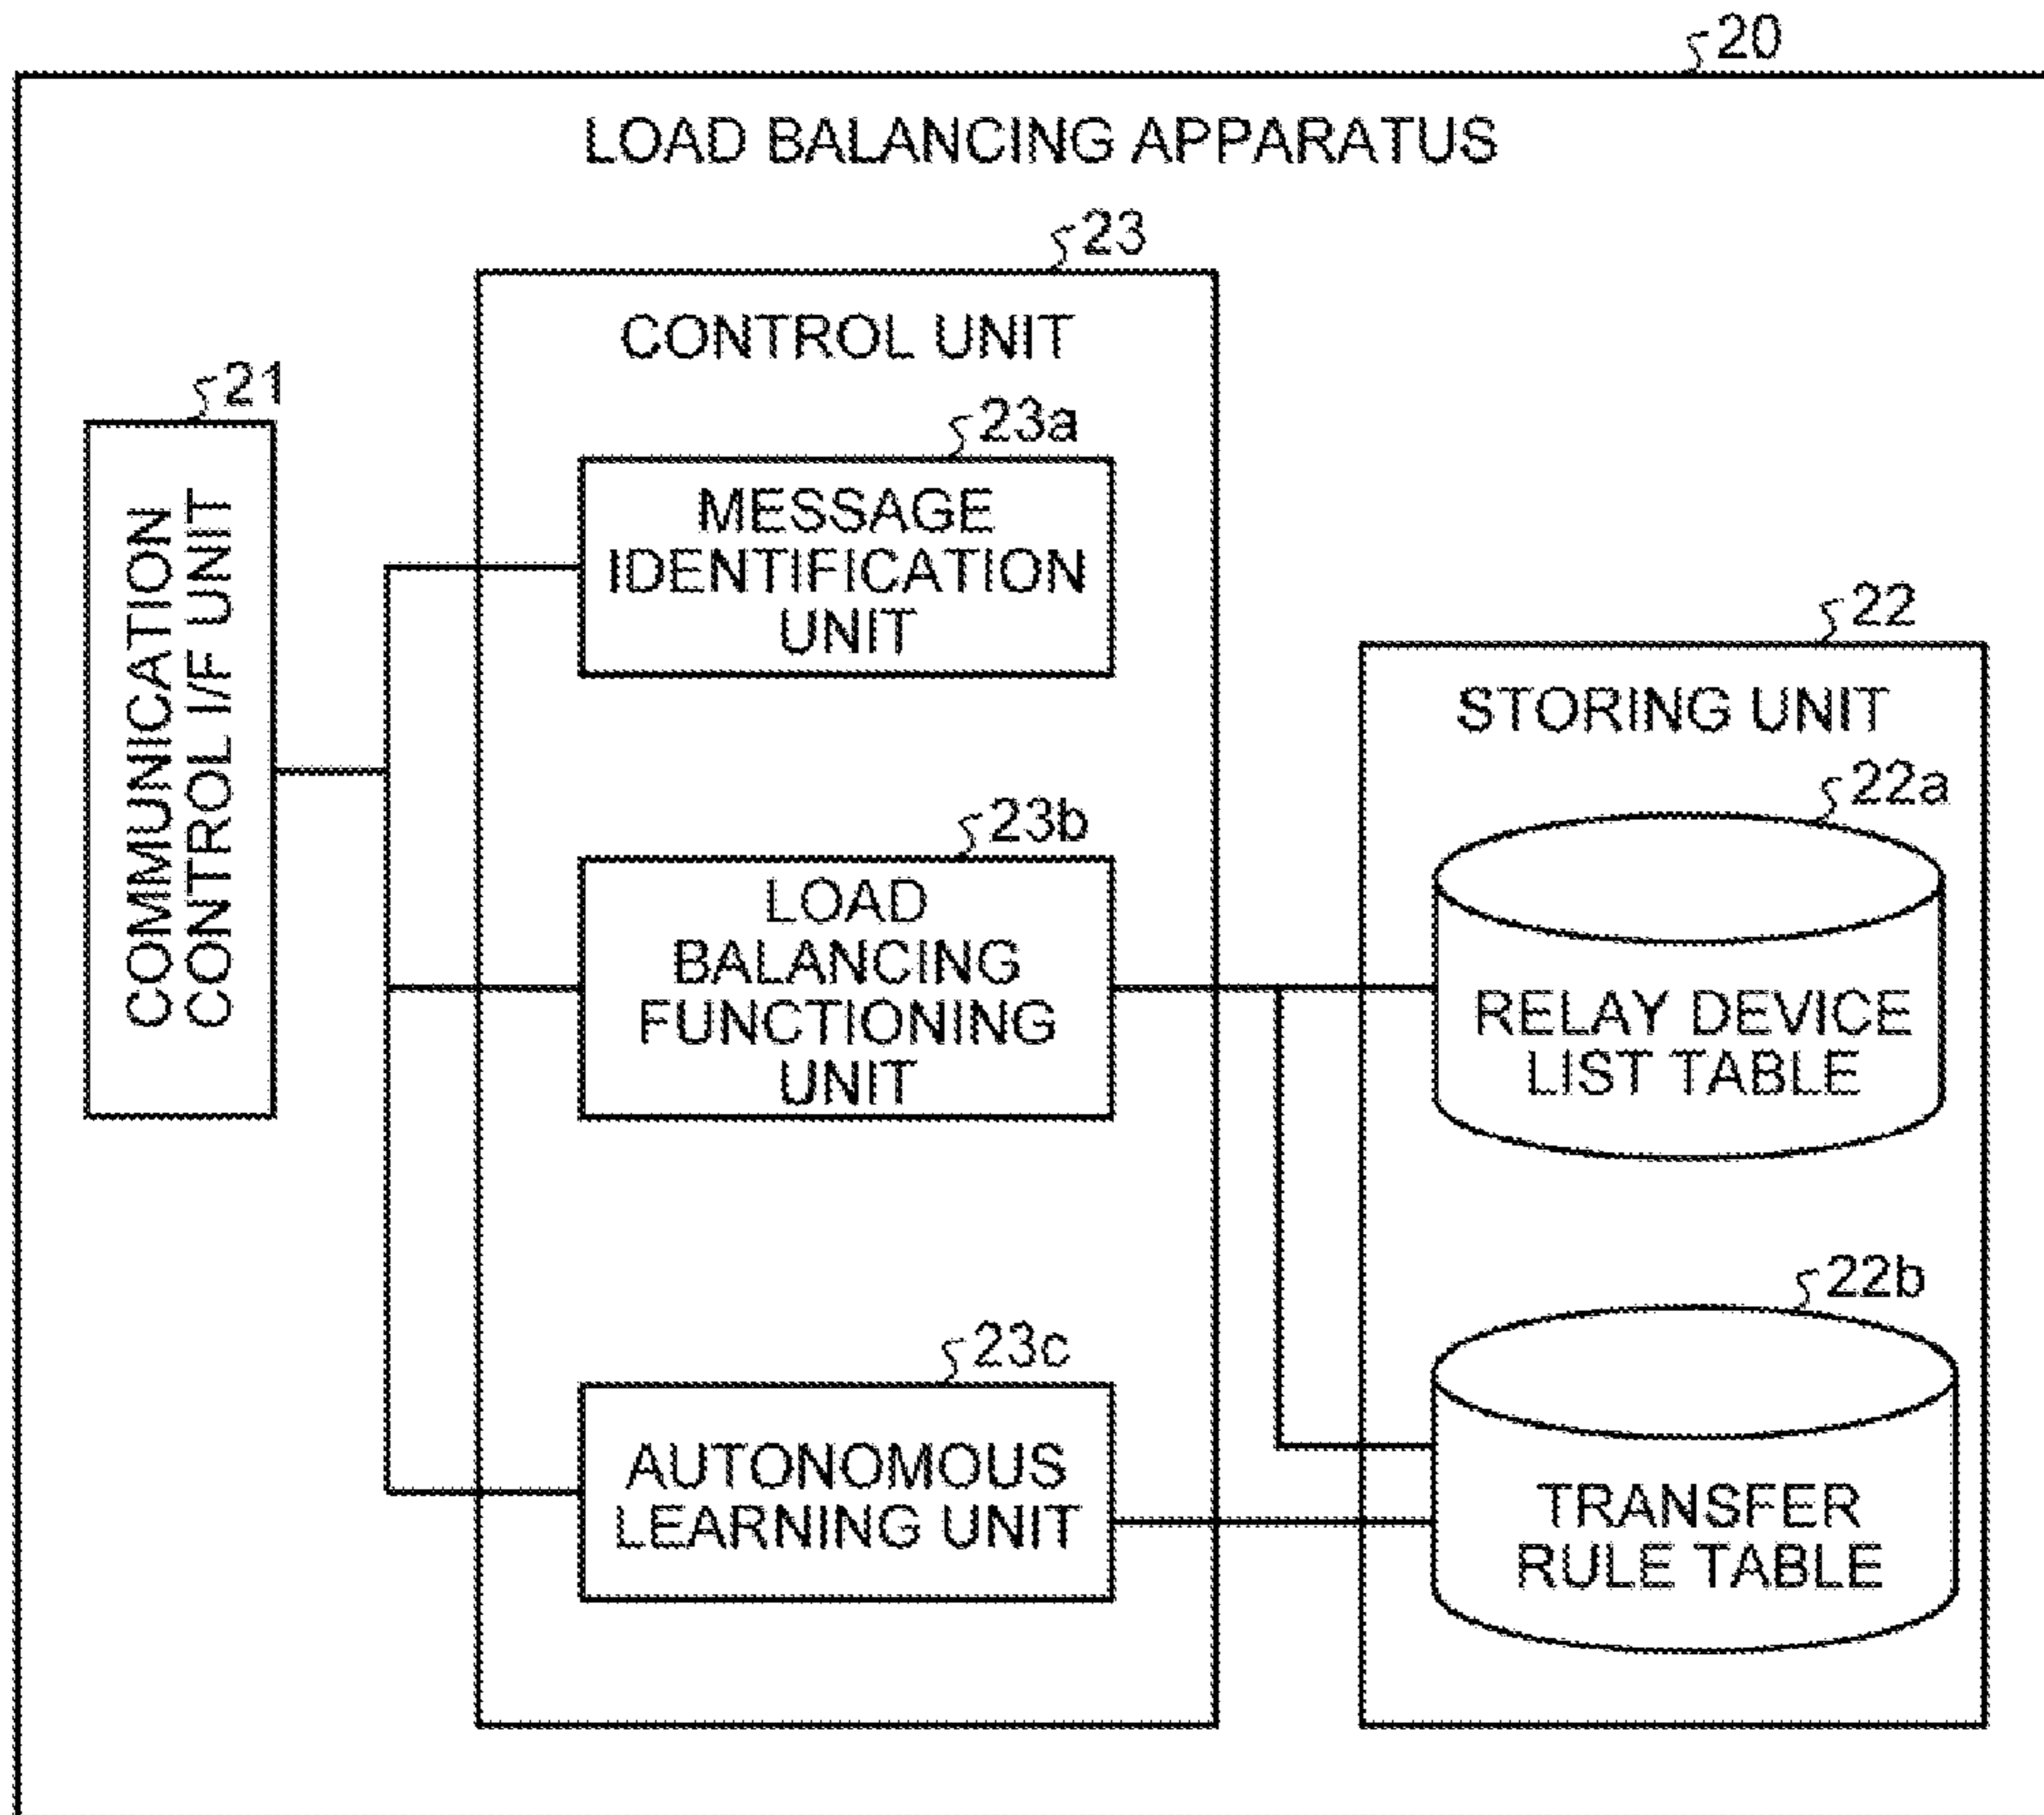 20
LOAD BALANCING APPARATUS
23
CONTROL UNIT
21
COMMUNICATION
CONTROL I/F UNIT
23a
MESSAGE
IDENTIFICATION
UNIT
22
STORING UNIT
22a
RELAY DEVICE
LIST TABLE
23b
LOAD
BALANCING
FUNCTIONING
UNIT
22b
TRANSFER
RULE TABLE
23c
AUTONOMOUS
LEARNING UNIT